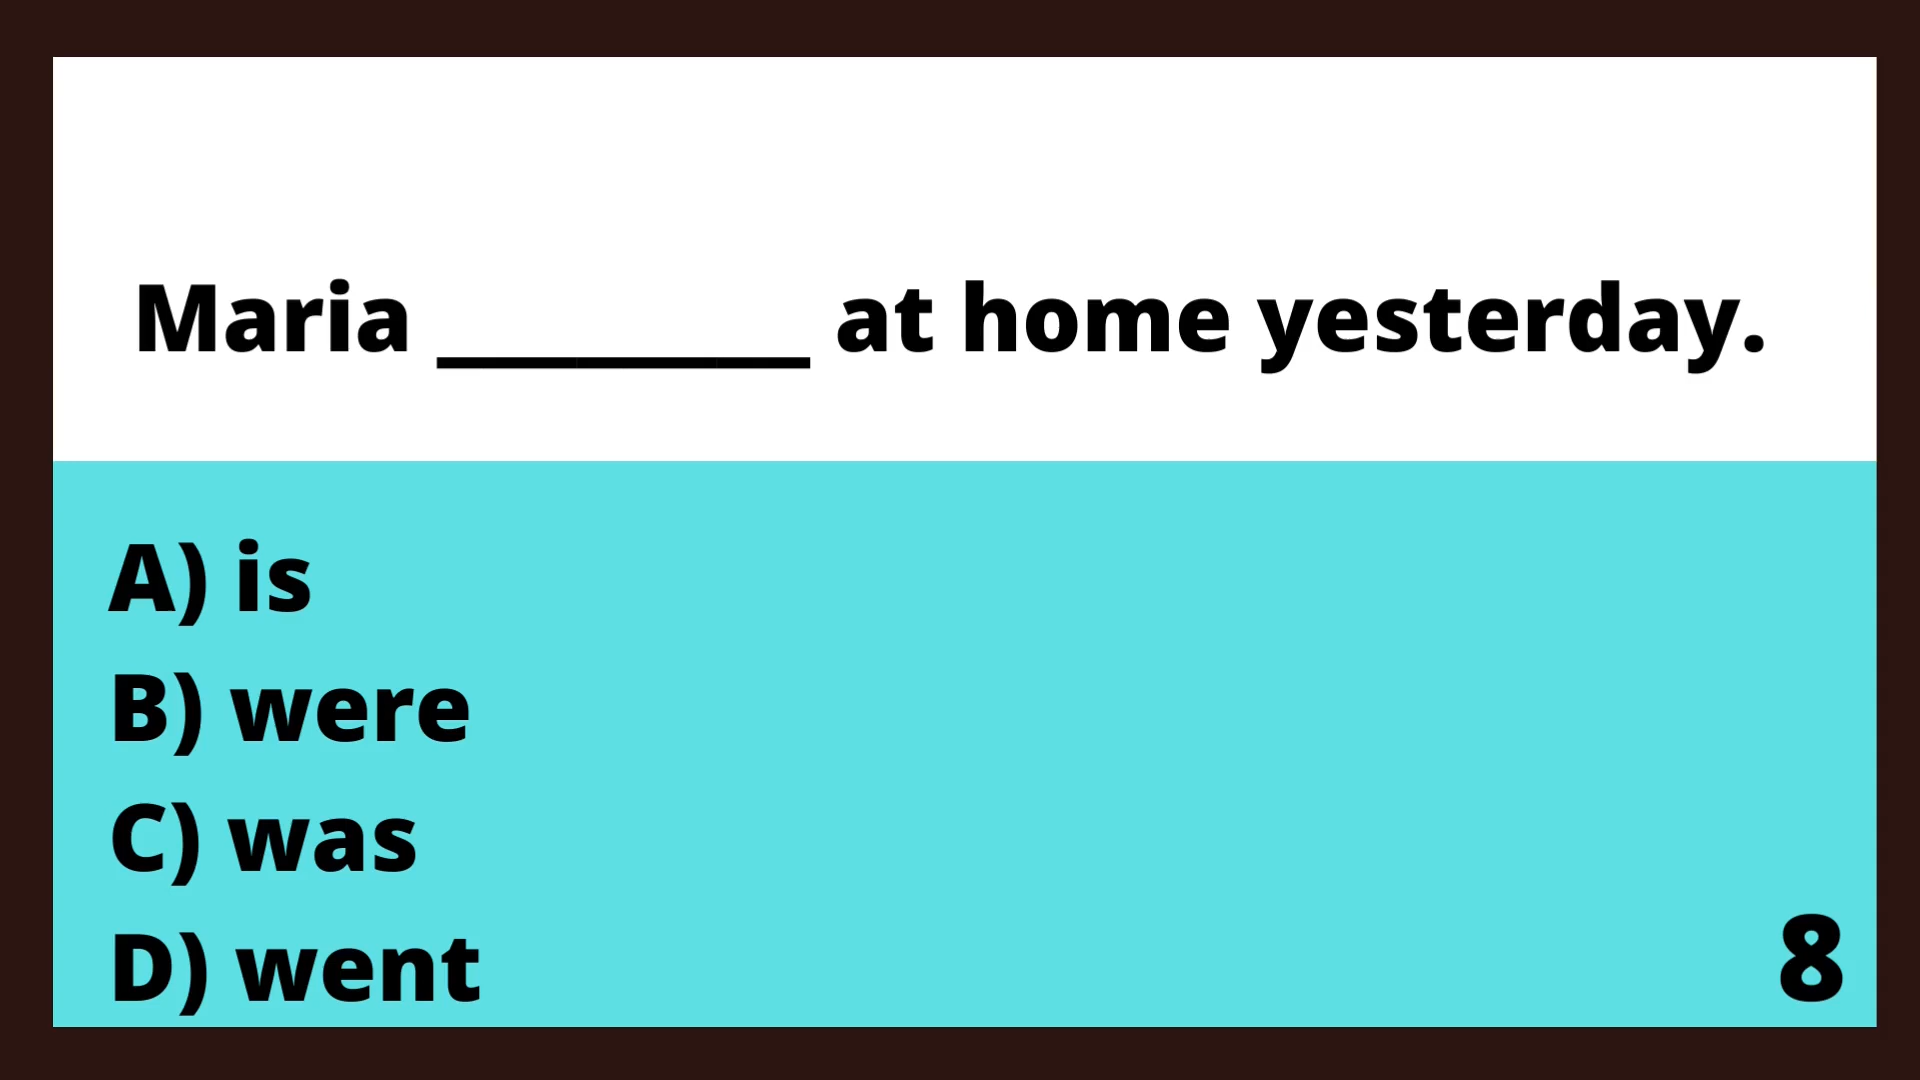 Maria ________ at home yesterday.
A) is
B) were
C) was
D) went
8